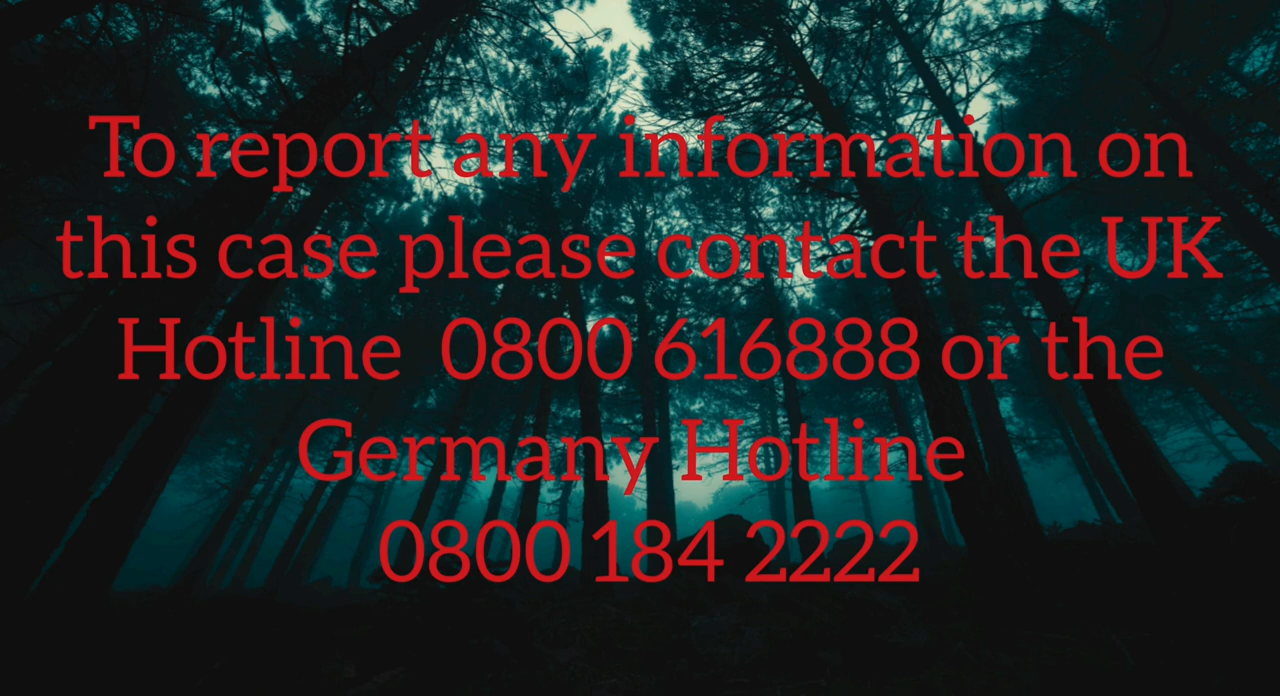 To report any information on
this case please contact the UK
Hotline 0800 616888 or the
Germany Hotline
0800 184 2222